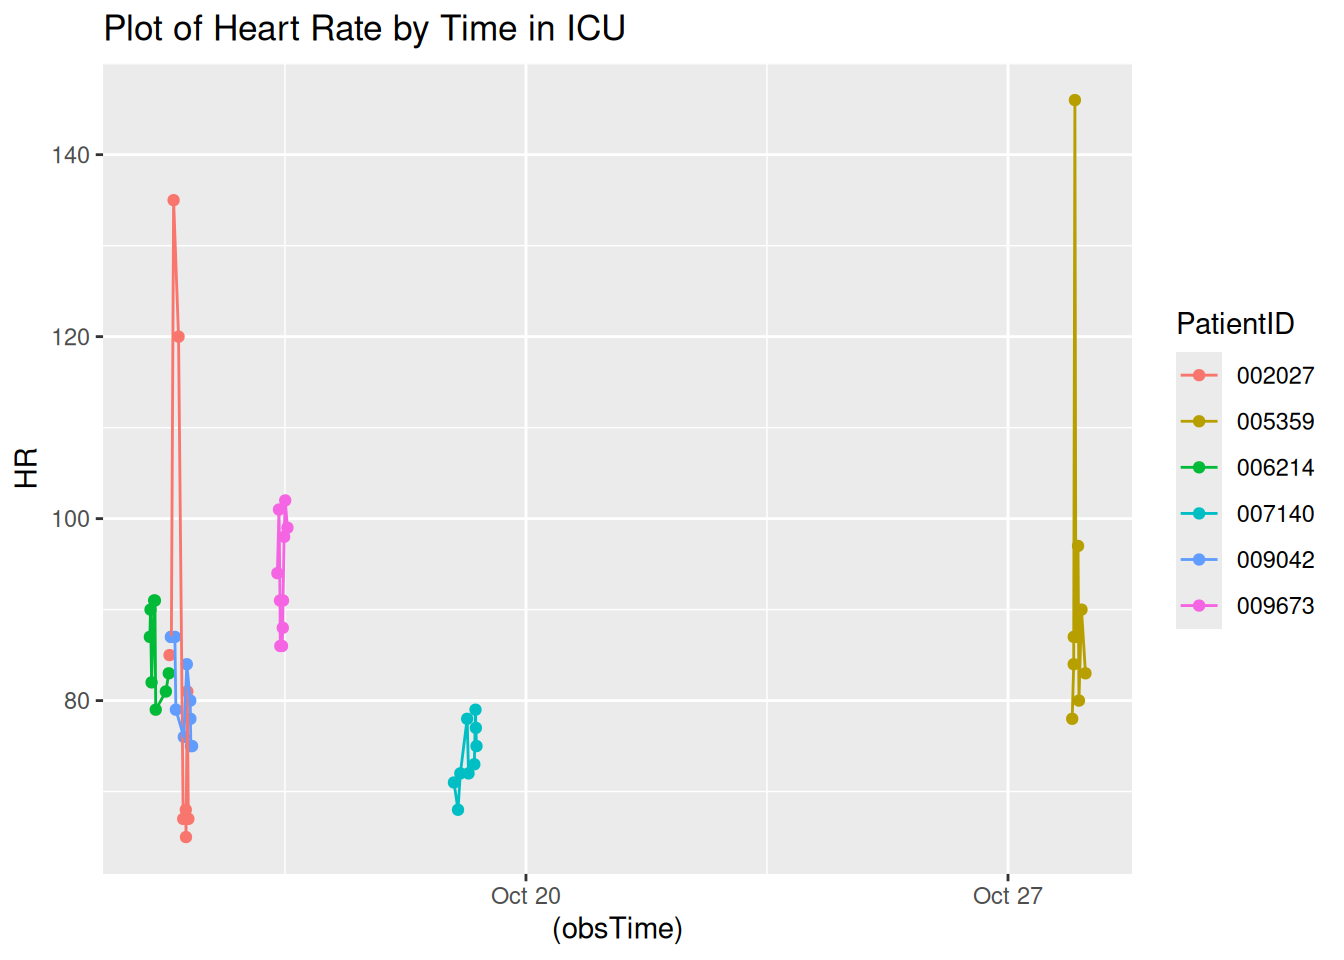 Plot of Heart Rate by Time in ICU
HR
140
120
100
80
Oct 20
Oct 27
(obsTime)
PatientID
002027
005359
006214
007140
009042
009673